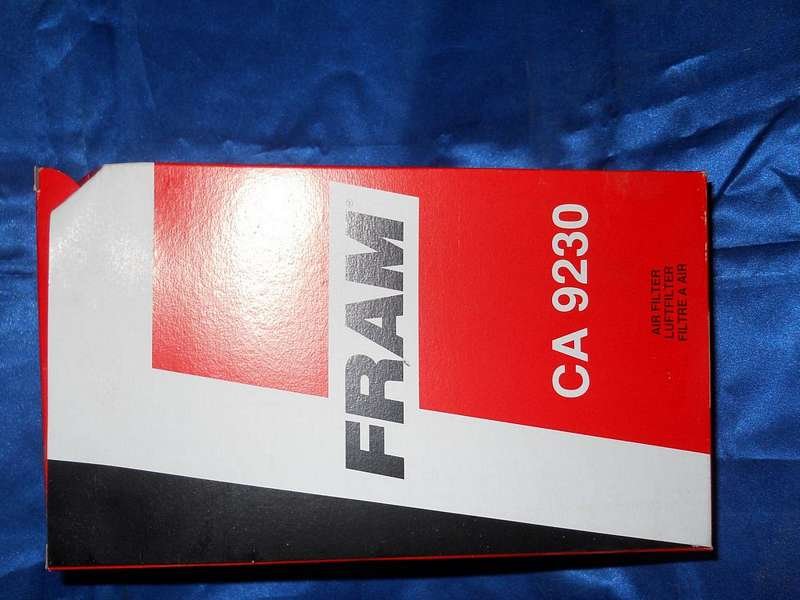 FRAM®
CA 9230
AIR FILTER
LUFTFILTER
FILTRE A AIR